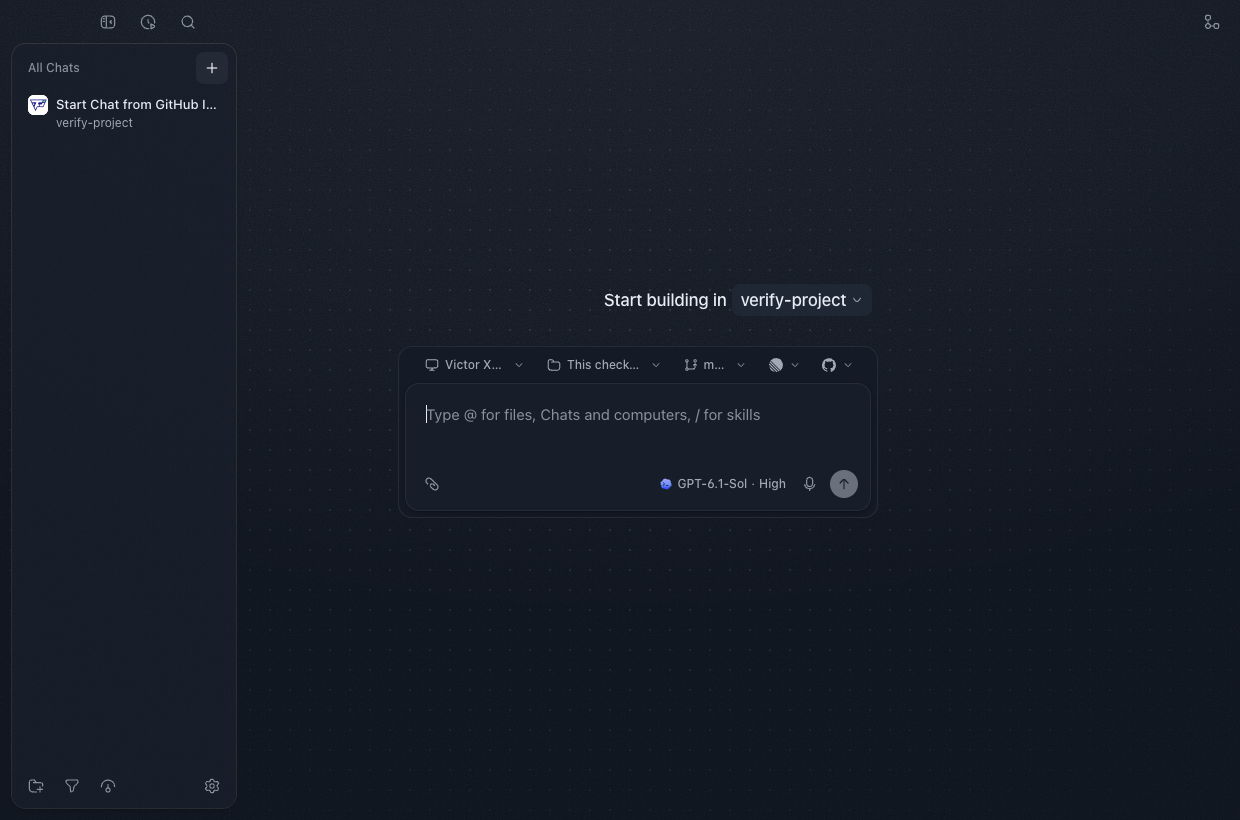 All Chats
Start Chat from GitHub I...
verify-project
Start building in verify-project
Victor X... This check... m...
Type @ for files, Chats and computers, / for skills
GPT-6.1-Sol · High